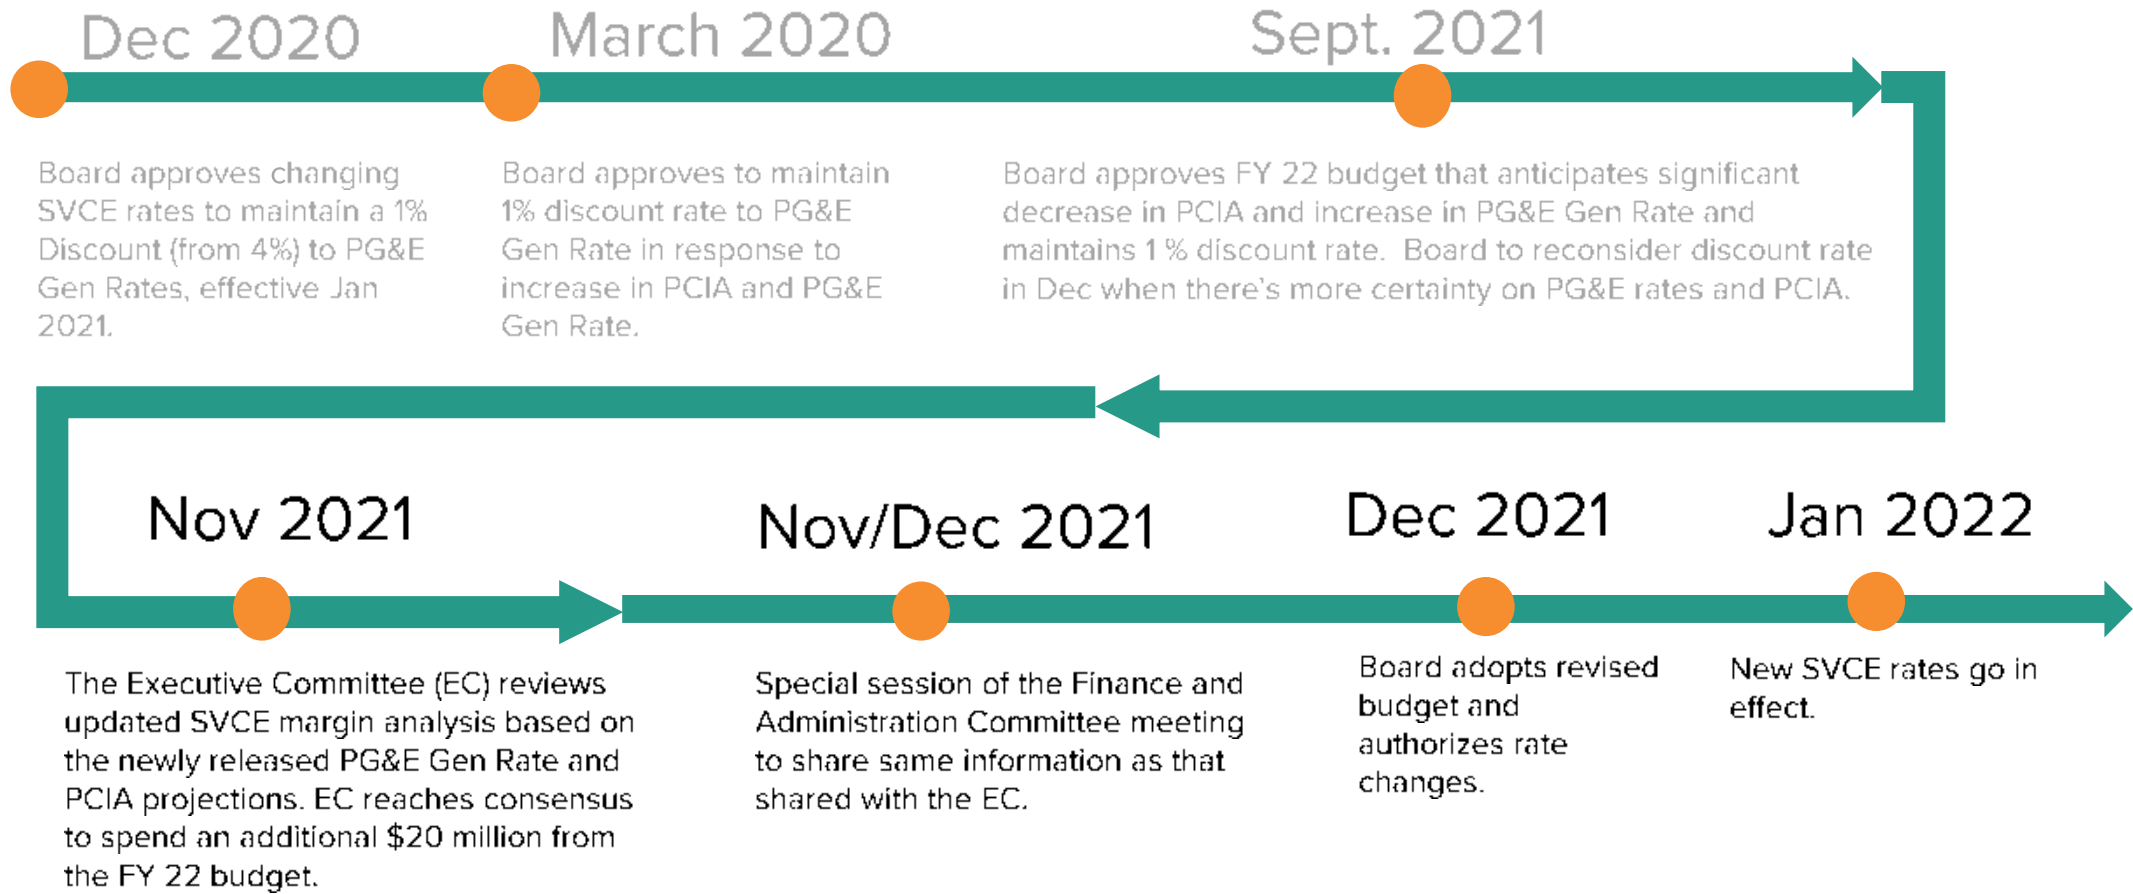 Dec 2020
March 2020
Sept. 2021
Board approves changing
SVCE rates to maintain a 1%
Discount (from 4%) to PG&E
Gen Rates, effective Jan
2021.
Board approves to maintain
1% discount rate to PG&E
Gen Rate in response to
increase in PCIA and PG&E
Gen Rate.
Board approves FY 22 budget that anticipates significant
decrease in PCIA and increase in PG&E Gen Rate and
maintains 1 % discount rate.  Board to reconsider discount rate
in Dec when there's more certainty on PG&E rates and PCIA.
Nov 2021
Nov/Dec 2021
Dec 2021
Jan 2022
The Executive Committee (EC) reviews
updated SVCE margin analysis based on
the newly released PG&E Gen Rate and
PCIA projections. EC reaches consensus
to spend an additional $20 million from
the FY 22 budget.
Special session of the Finance and
Administration Committee meeting
to share same information as that
shared with the EC.
Board adopts revised
budget and
authorizes rate
changes.
New SVCE rates go in
effect.